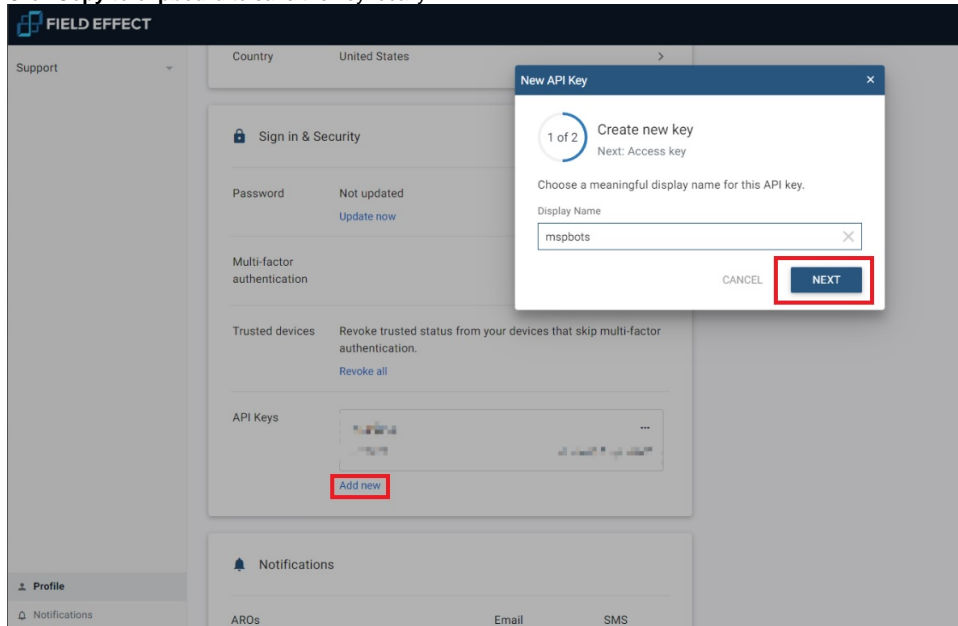 FIELD EFFECT
Support
Country United States
Sign in & Security
Password Not updated
Update now
Multi-factor
authentication
Trusted devices Revoke trusted status from your devices that skip multi-factor
authentication.
Revoke all
API Keys
Add new
Notifications
AROs Email SMS
Profile
Notifications
New API Key
1 of 2 Create new key
Next: Access key
Choose a meaningful display name for this API key.
Display Name
mspbots
CANCEL NEXT